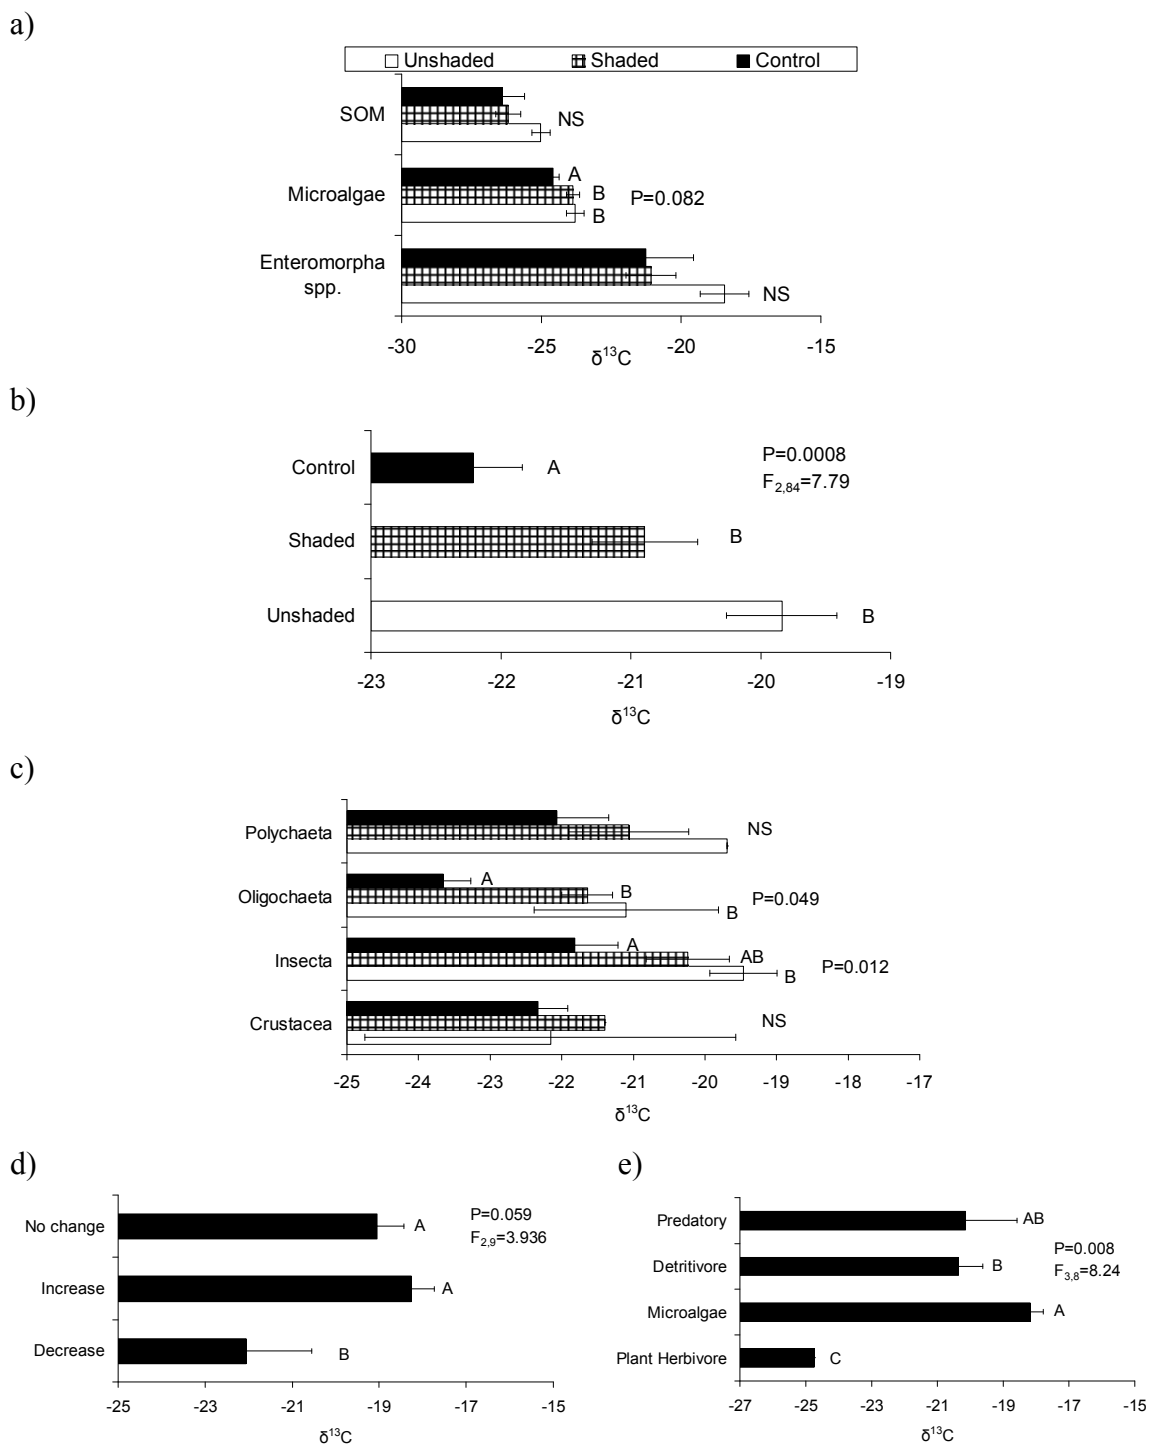 a)
Unshaded Shaded Control
SOM
NS
Microalgae
A
B
B
P=0.082
Enteromorpha
spp.
NS
-30 -25 -20 -15
δ¹³C
b)
Control
A
P=0.0008
F₂,₈₄=7.79
Shaded
B
Unshaded
B
-23 -22 -21 -20 -19
δ¹³C
c)
Polychaeta
NS
Oligochaeta
A
B
B
P=0.049
Insecta
A
AB
B
P=0.012
Crustacea
NS
-25 -24 -23 -22 -21 -20 -19 -18 -17
δ¹³C
d)
No change
A
P=0.059
F₂,₉=3.936
Increase
A
Decrease
B
-25 -23 -21 -19 -17 -15
δ¹³C
e)
Predatory
AB
P=0.008
F₃,₈=8.24
Detritivore
B
Microalgae
A
Plant Herbivore
C
-27 -25 -23 -21 -19 -17 -15
δ¹³C